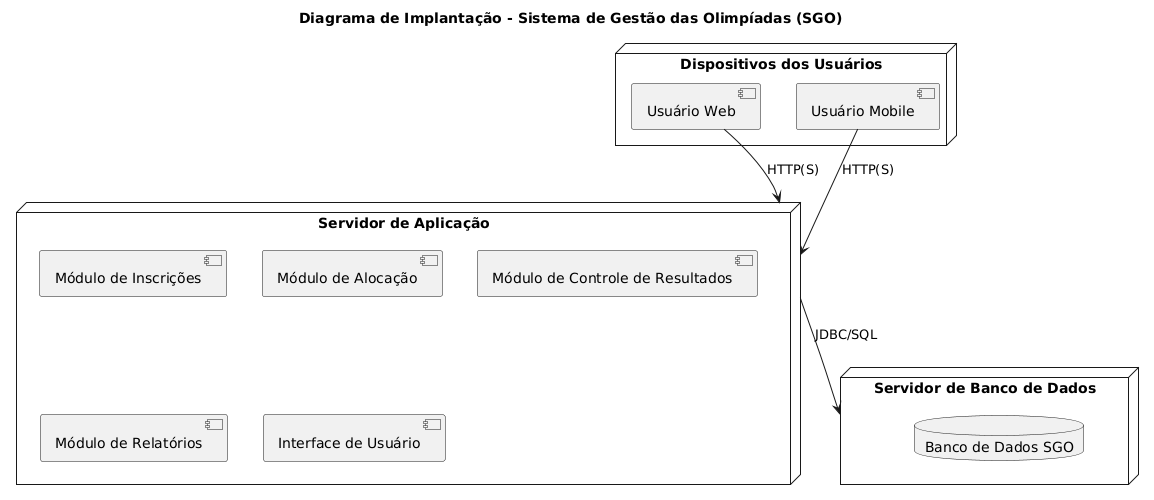 Diagrama de Implantação - Sistema de Gestão das Olimpíadas (SGO)
Dispositivos dos Usuários
Usuário Web
Usuário Mobile
HTTP(S)
HTTP(S)
Servidor de Aplicação
Módulo de Inscrições
Módulo de Alocação
Módulo de Controle de Resultados
JDBC/SQL
Módulo de Relatórios
Interface de Usuário
Servidor de Banco de Dados
Banco de Dados SGO